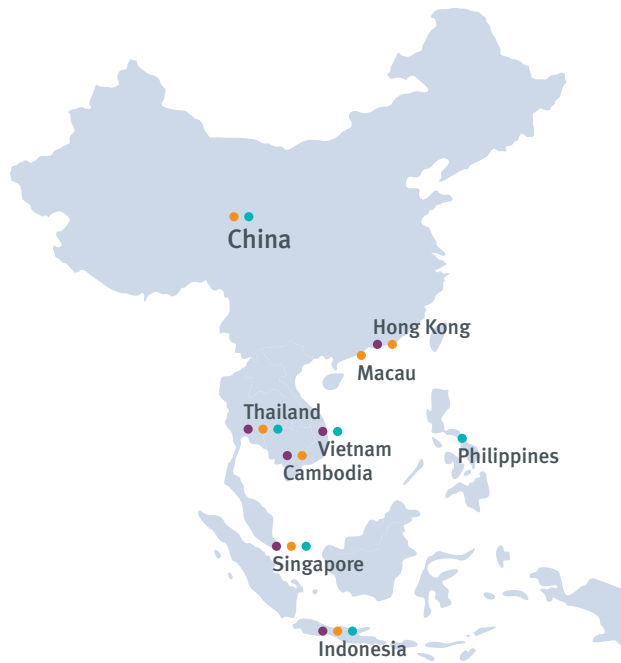 China
Hong Kong
Macau
Thailand
Vietnam
Cambodia
Philippines
Singapore
Indonesia